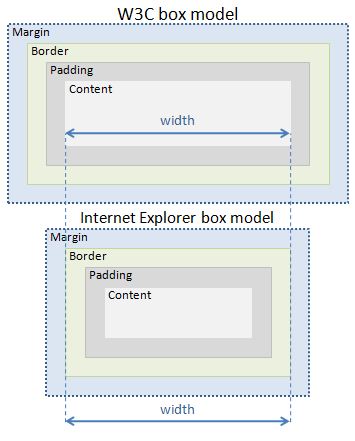 W3C box model
Margin
Border
Padding
Content
width
Internet Explorer box model
Margin
Border
Padding
Content
width